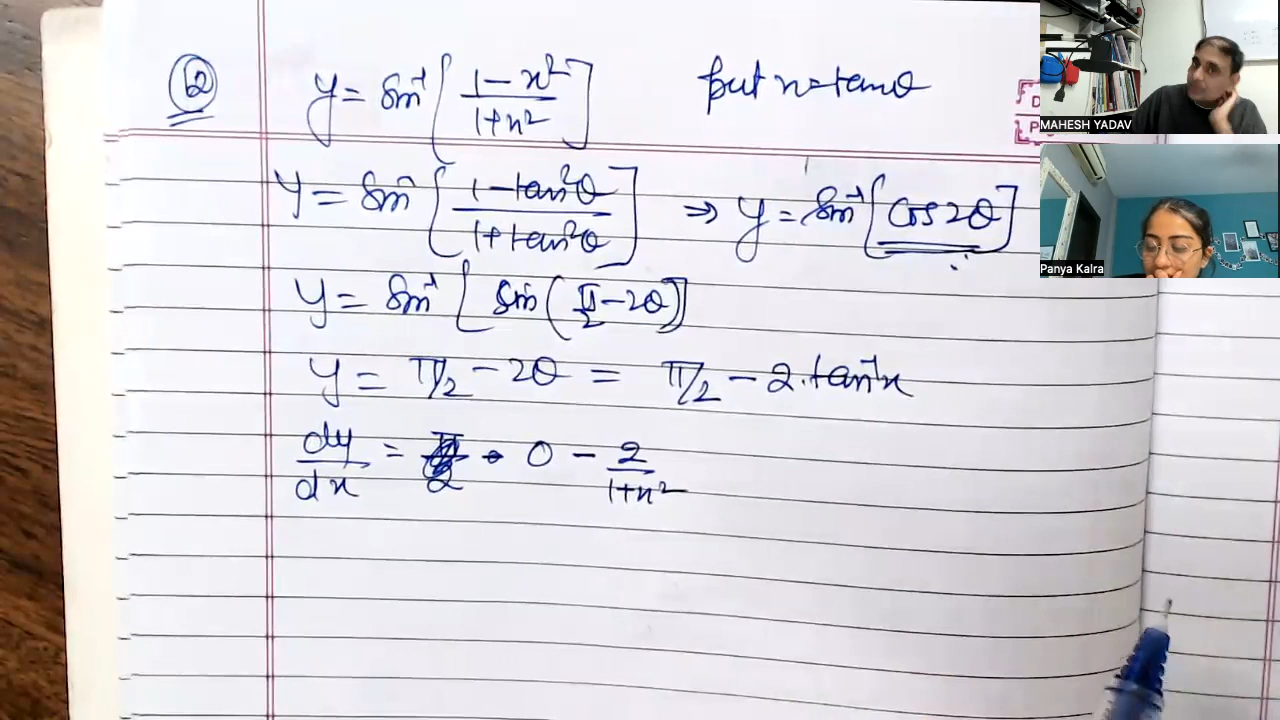 12 y = Sin⁻¹[(1-x²)/(1+x²)] put x=tanθ
y = Sin⁻¹[(1-tan²θ)/(1+tan²θ)] ⇒ y = Sin⁻¹[Cos2θ]
y = Sin⁻¹[Sin(π/2-2θ)]
y = π/2 - 2θ = π/2 - 2.tan⁻¹x
dy/dx = 0 - 2/(1+x²)
MAHESH YADAV
Panya Kalra